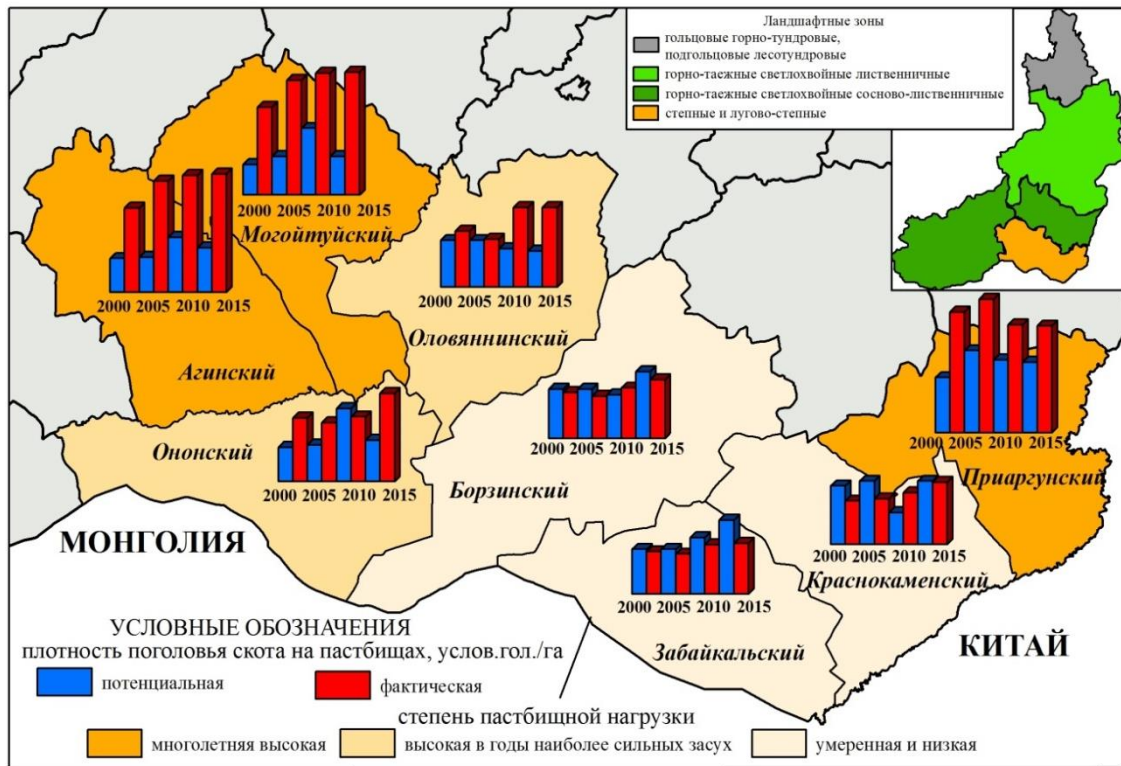 Ландшафтные зоны
гольцовые горно-тундровые,
подгольцовые лесотундровые
горно-таежные светлохвойные лиственничные
горно-таежные светлохвойные сосново-лиственничные
степные и лугово-степные
2000 2005 2010 2015
Могойтуйский
2000 2005 2010 2015
Агинский
2000 2005 2010 2015
Оловяннинский
2000 2005 2010 2015
Ононский
2000 2005 2010 2015
Борзинский
2000 2005 2010 2015
Приаргунский
2000 2005 2010 2015
Краснокаменский
2000 2005 2010 2015
Забайкальский
МОНГОЛИЯ
КИТАЙ
УСЛОВНЫЕ ОБОЗНАЧЕНИЯ
плотность поголовья скота на пастбищах, услов.гол./га
потенциальная
фактическая
степень пастбищной нагрузки
многолетняя высокая
высокая в годы наиболее сильных засух
умеренная и низкая